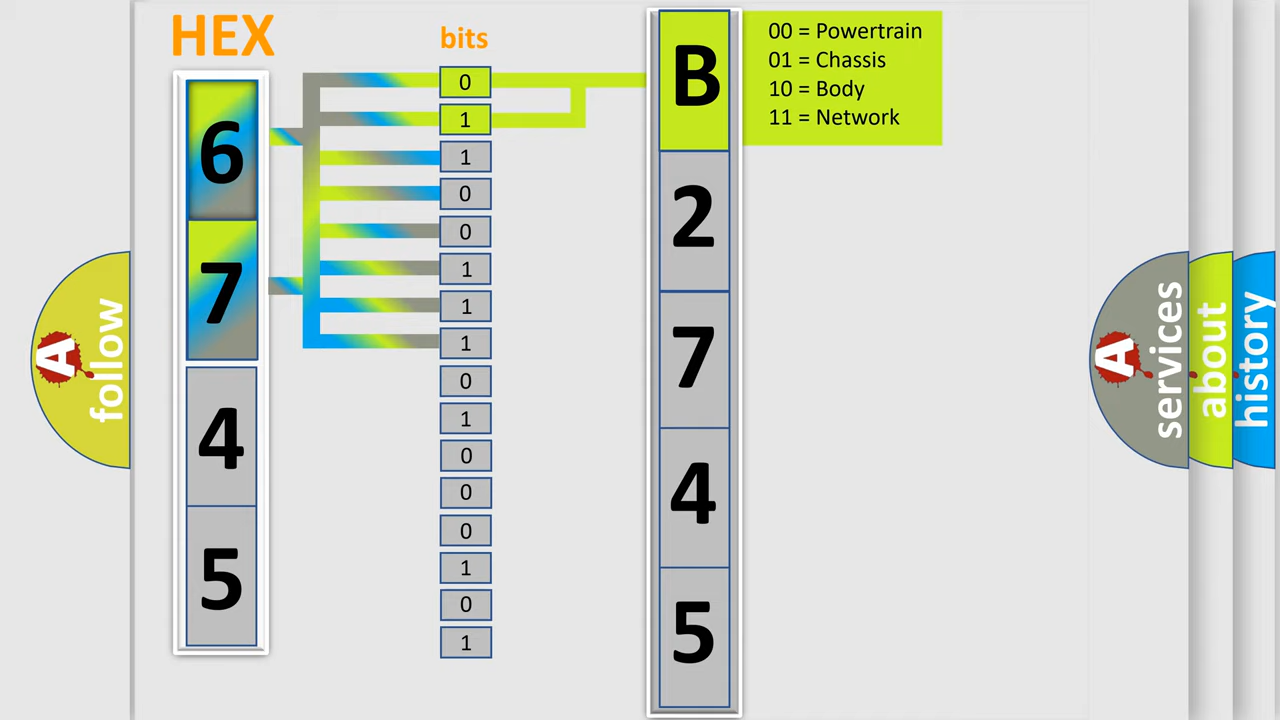 HEX
bits
6
7
4
5
0
1
1
0
0
1
1
1
0
1
0
0
0
1
0
1
B
2
7
4
5
00 = Powertrain
01 = Chassis
10 = Body
11 = Network
A
follow
A
services
about
history